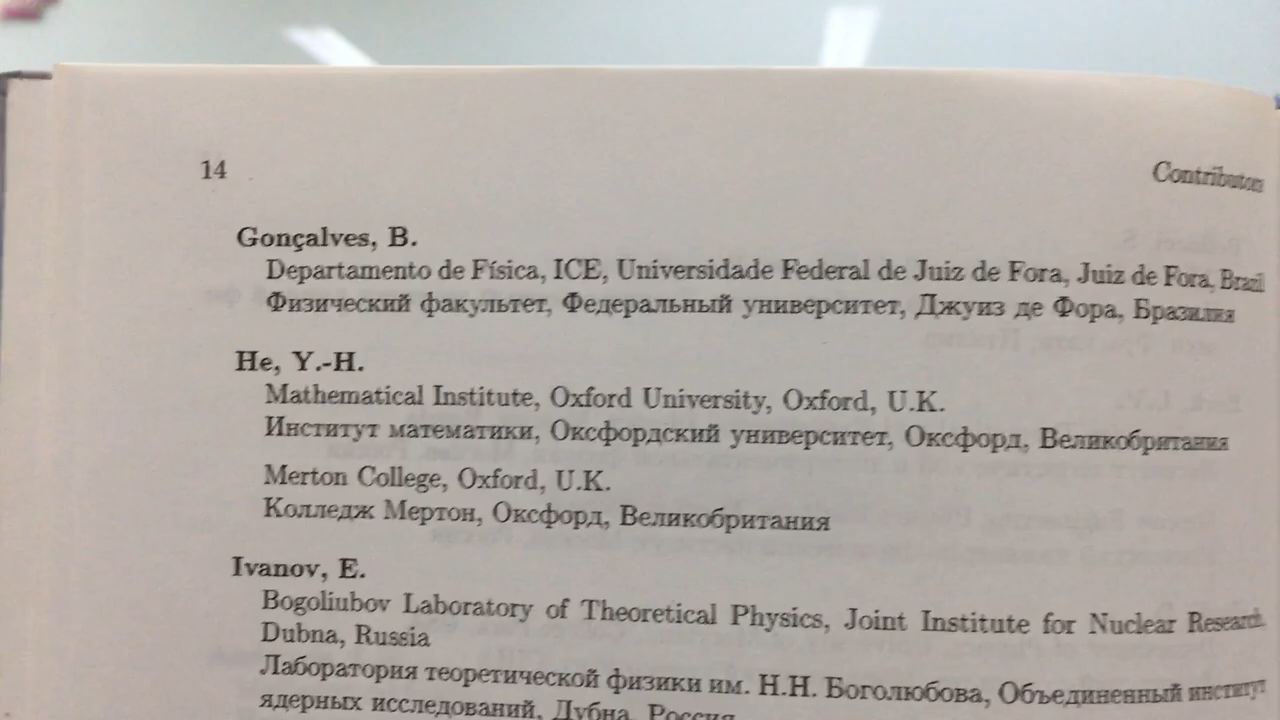 14
Contributors
Gonçalves, B.
Departamento de Física, ICE, Universidade Federal de Juiz de Fora, Juiz de Fora, Brazil
Физический факультет, Федеральный университет, Джуиз де Фора, Бразилия
He, Y.-H.
Mathematical Institute, Oxford University, Oxford, U.K.
Институт математики, Оксфордский университет, Оксфорд, Великобритания
Merton College, Oxford, U.K.
Колледж Мертон, Оксфорд, Великобритания
Ivanov, E.
Bogoliubov Laboratory of Theoretical Physics, Joint Institute for Nuclear Research,
Dubna, Russia
Лаборатория теоретической физики им. Н.Н. Боголюбова, Объединенный институт
ядерных исследований, Дубна, Россия